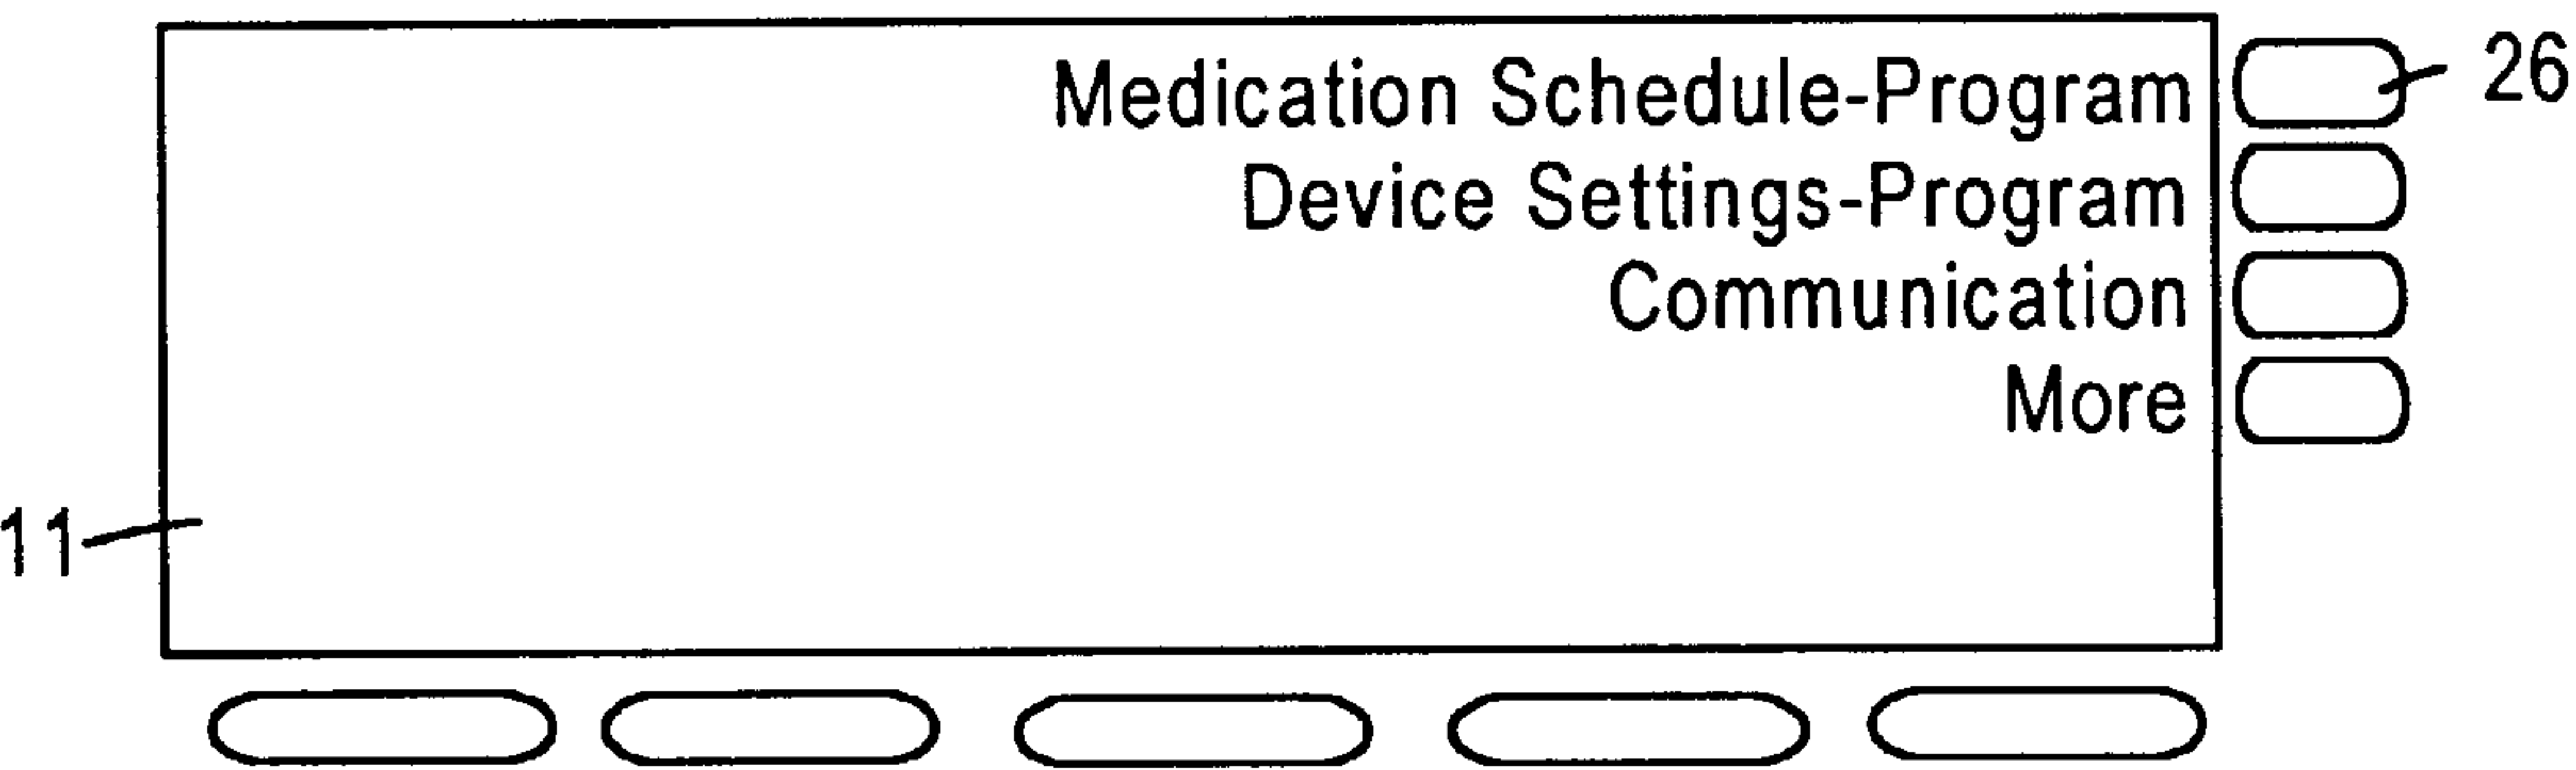 Medication Schedule-Program
26
Device Settings-Program
Communication
More
11